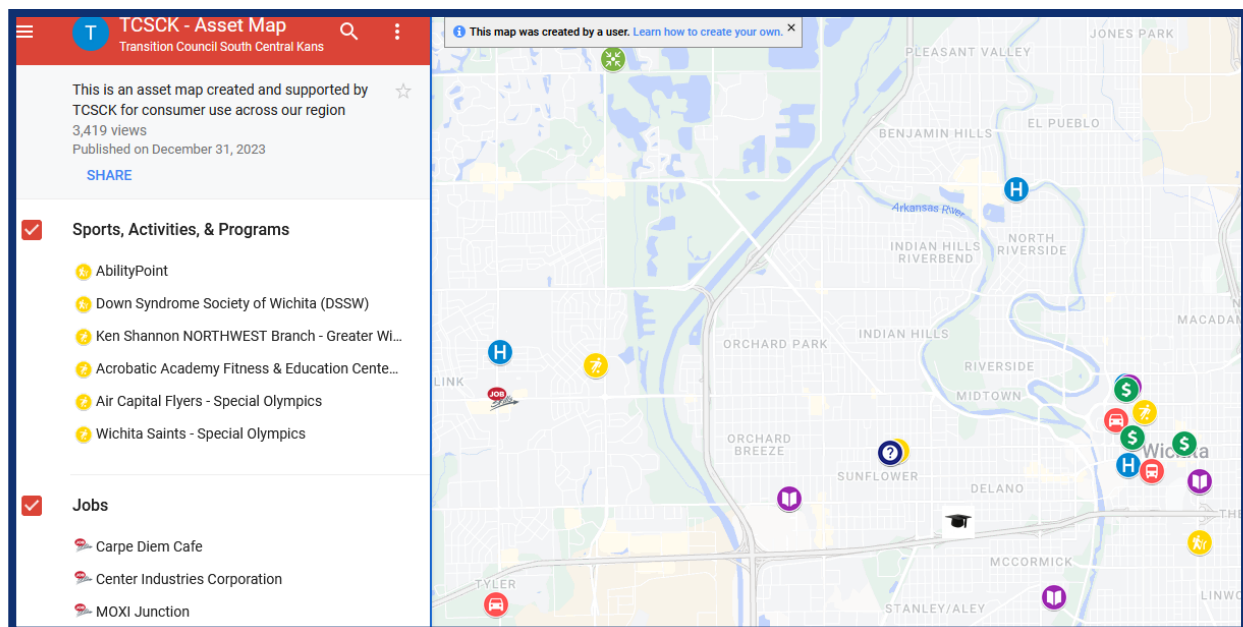 TCSCK - Asset Map
Transition Council South Central Kans
T
This is an asset map created and supported by
TCSCK for consumer use across our region
3,419 views
Published on December 31, 2023
SHARE
Sports, Activities, & Programs
AbilityPoint
Down Syndrome Society of Wichita (DSSW)
Ken Shannon NORTHWEST Branch - Greater Wi...
Acrobatic Academy Fitness & Education Cente...
Air Capital Flyers - Special Olympics
Wichita Saints - Special Olympics
Jobs
Carpe Diem Cafe
Center Industries Corporation
MOXI Junction
This map was created by a user. Learn how to create your own.
JONES PARK
PLEASANT VALLEY
EL PUEBLO
BENJAMIN HILLS
H
Arkansas River
NORTH
RIVERSIDE
INDIAN HILLS
RIVERBEND
MACADAM
INDIAN HILLS
ORCHARD PARK
H
RIVERSIDE
LINK
JOB
MIDTOWN
$
ORCHARD
BREEZE
?
$
$
Wichita
H
SUNFLOWER
DELANO
THE
MCCORMICK
TYLER
LINWO
STANLEY/ALEY